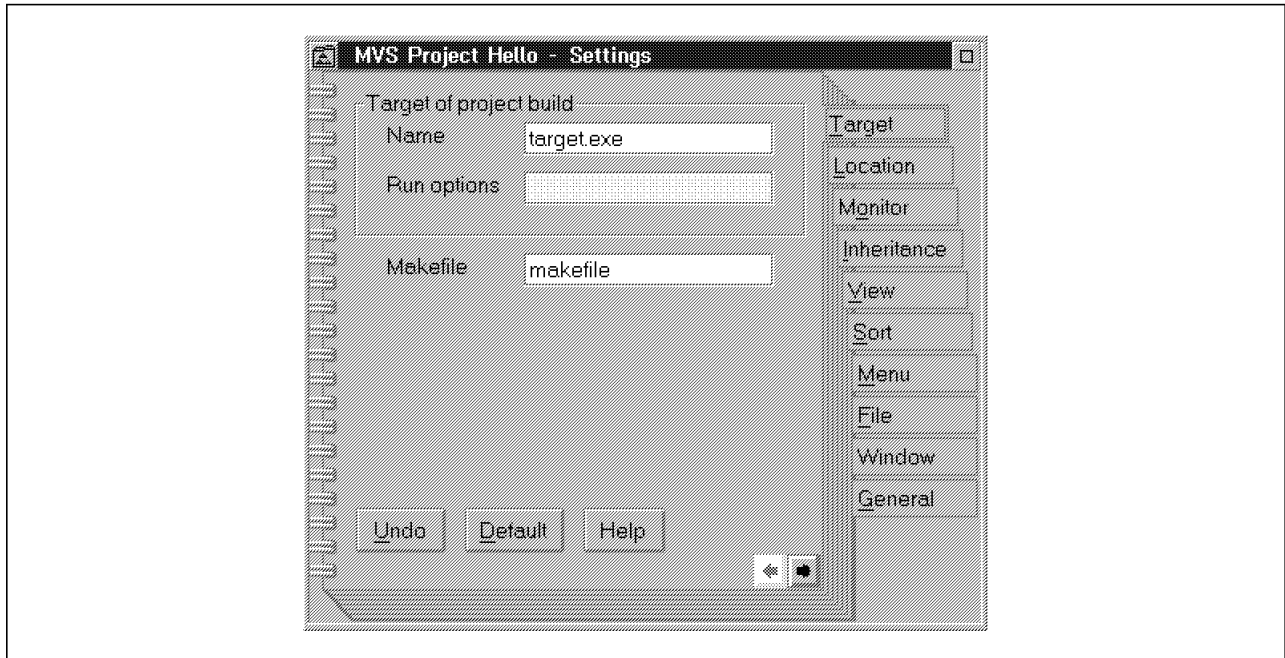 MVS Project Hello - Settings
Target of project build
Name
target.exe
Run options
Makefile
makefile
Undo
Default
Help
Target
Location
Monitor
Inheritance
View
Sort
Menu
File
Window
General